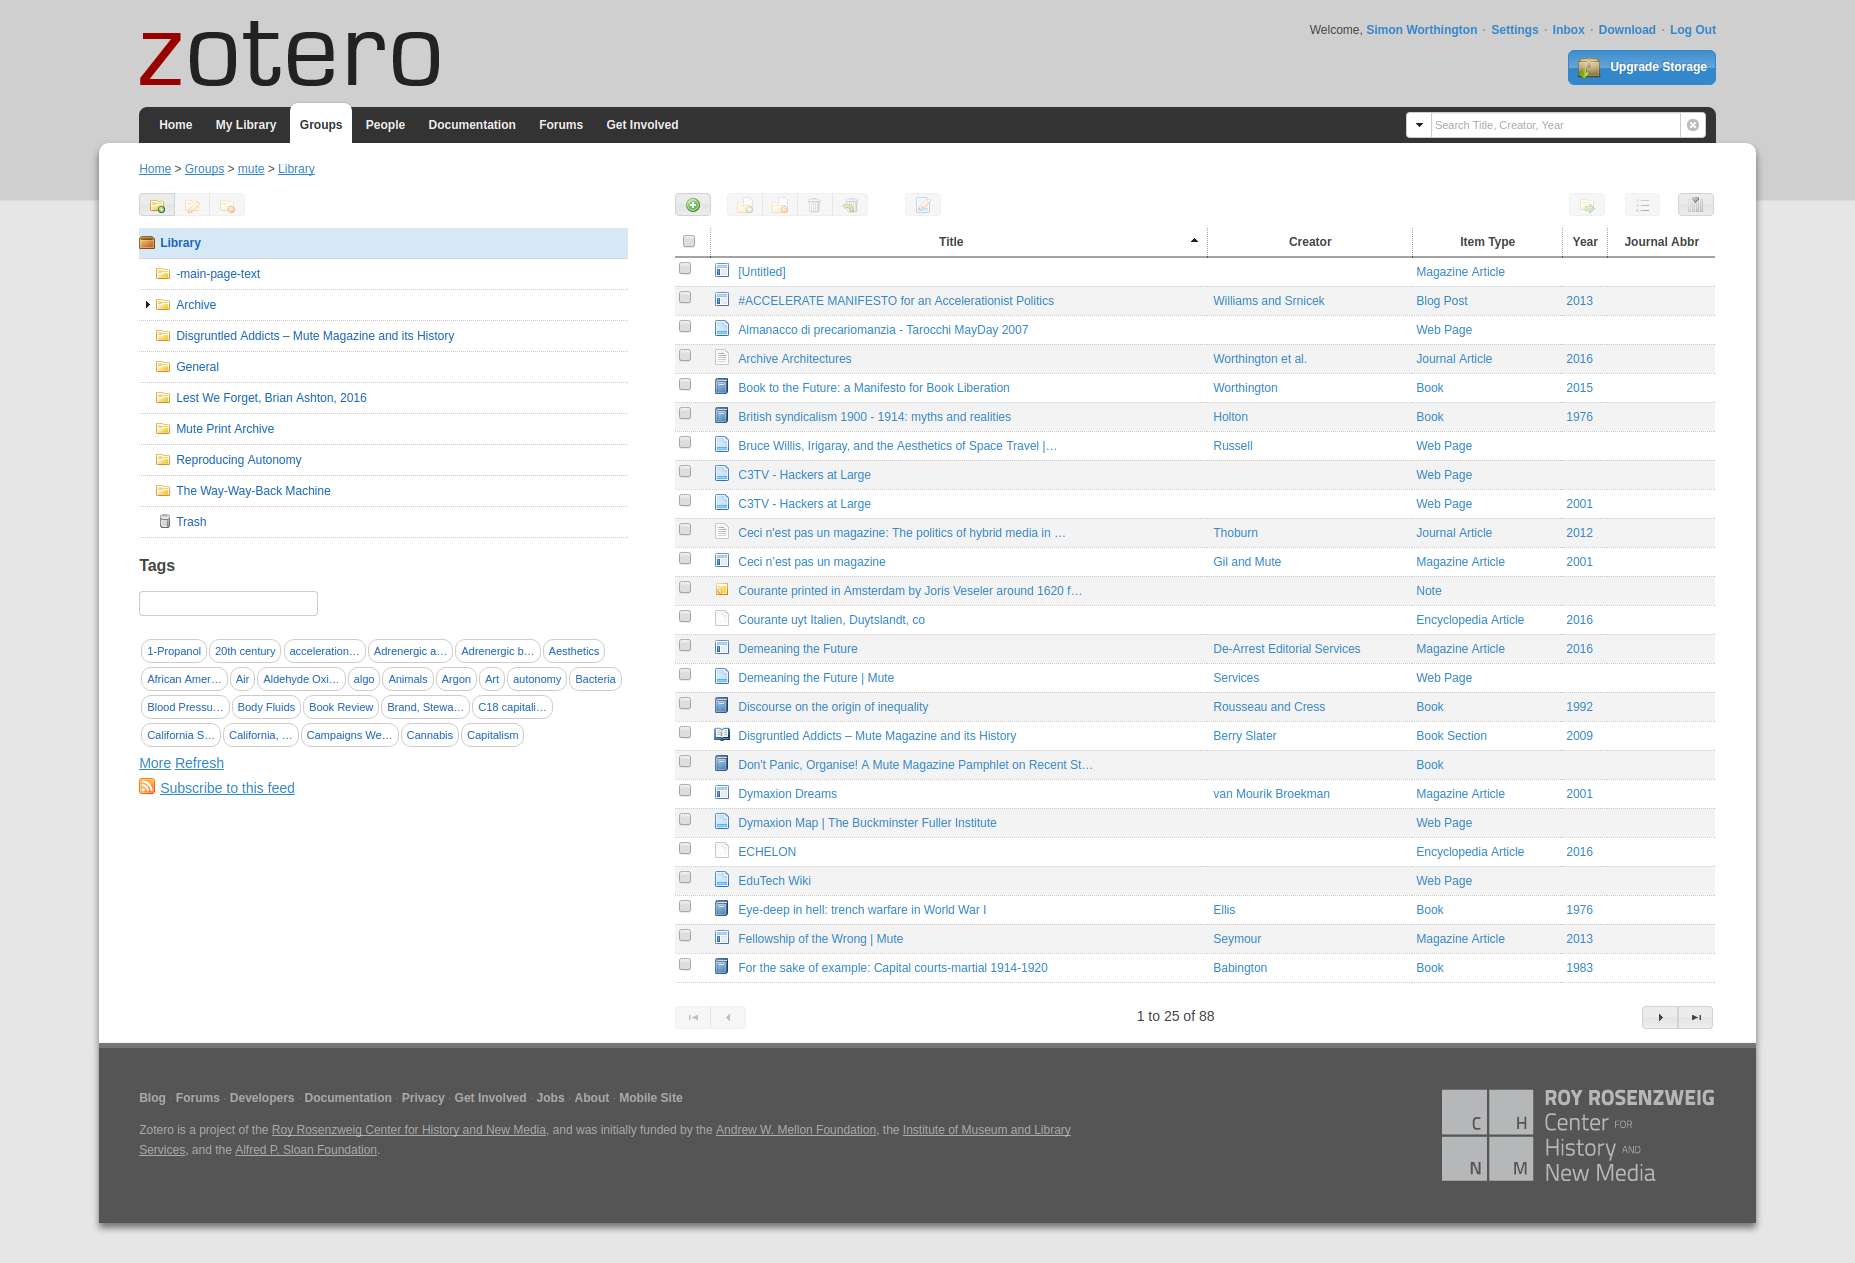 zotero
Welcome, Simon Worthington · Settings · Inbox · Download · Log Out
Upgrade Storage
Home My Library Groups People Documentation Forums Get Involved
Search Title, Creator, Year
Home > Groups > mute > Library
Library
-main-page-text
Archive
Disgruntled Addicts – Mute Magazine and its History
General
Lest We Forget, Brian Ashton, 2016
Mute Print Archive
Reproducing Autonomy
The Way-Way-Back Machine
Trash
Tags
1-Propanol 20th century acceleration… Adrenergic a… Adrenergic b… Aesthetics
African Amer… Air Aldehyde Oxi… algo Animals Argon Art autonomy Bacteria
Blood Pressu… Body Fluids Book Review Brand, Stewa… C18 capitali…
California S… California, … Campaigns We… Cannabis Capitalism
More Refresh
Subscribe to this feed
Title Creator Item Type Year Journal Abbr
[Untitled] Magazine Article
#ACCELERATE MANIFESTO for an Accelerationist Politics Williams and Srnicek Blog Post 2013
Almanacco di precariomanzia - Tarocchi MayDay 2007 Web Page
Archive Architectures Worthington et al. Journal Article 2016
Book to the Future: a Manifesto for Book Liberation Worthington Book 2015
British syndicalism 1900 - 1914: myths and realities Holton Book 1976
Bruce Willis, Irigaray, and the Aesthetics of Space Travel |… Russell Web Page
C3TV - Hackers at Large Web Page
C3TV - Hackers at Large Web Page 2001
Ceci n'est pas un magazine: The politics of hybrid media in … Thoburn Journal Article 2012
Ceci n’est pas un magazine Gil and Mute Magazine Article 2001
Courante printed in Amsterdam by Joris Veseler around 1620 f… Note
Courante uyt Italien, Duytslandt, co Encyclopedia Article 2016
Demeaning the Future De-Arrest Editorial Services Magazine Article 2016
Demeaning the Future | Mute Services Web Page
Discourse on the origin of inequality Rousseau and Cress Book 1992
Disgruntled Addicts – Mute Magazine and its History Berry Slater Book Section 2009
Don't Panic, Organise! A Mute Magazine Pamphlet on Recent St… Book
Dymaxion Dreams van Mourik Broekman Magazine Article 2001
Dymaxion Map | The Buckminster Fuller Institute Web Page
ECHELON Encyclopedia Article 2016
EduTech Wiki Web Page
Eye-deep in hell: trench warfare in World War I Ellis Book 1976
Fellowship of the Wrong | Mute Seymour Magazine Article 2013
For the sake of example: Capital courts-martial 1914-1920 Babington Book 1983
1 to 25 of 88
Blog · Forums · Developers · Documentation · Privacy · Get Involved · Jobs · About · Mobile Site
Zotero is a project of the Roy Rosenzweig Center for History and New Media, and was initially funded by the Andrew W. Mellon Foundation, the Institute of Museum and Library
Services, and the Alfred P. Sloan Foundation.
C H
N M
ROY ROSENZWEIG
Center FOR
History AND
New Media